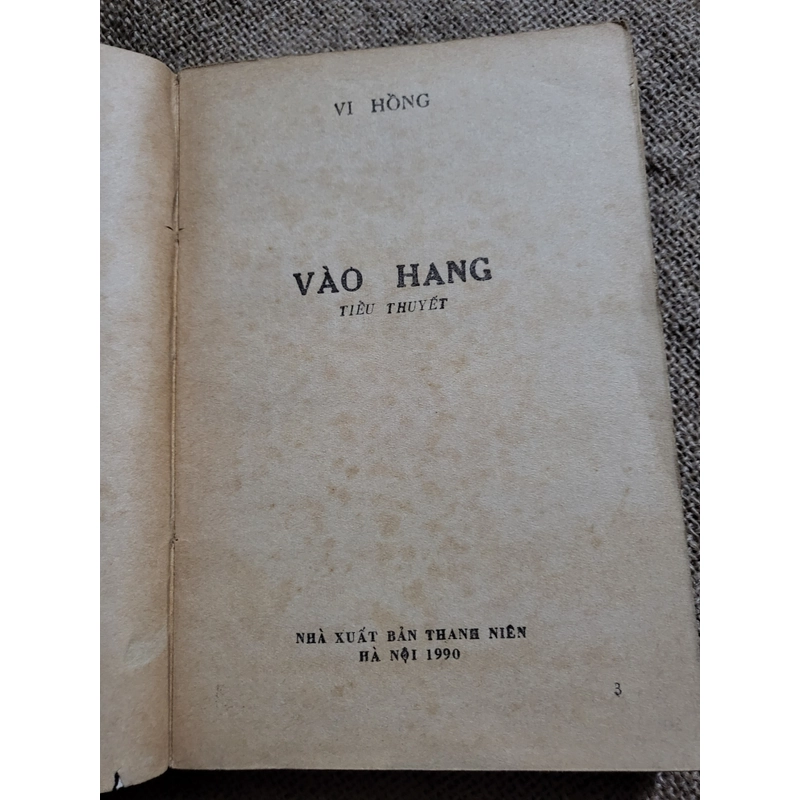 VI HỒNG
VÀO HANG
TIỂU THUYẾT
NHÀ XUẤT BẢN THANH NIÊN
HÀ NỘI 1990
3